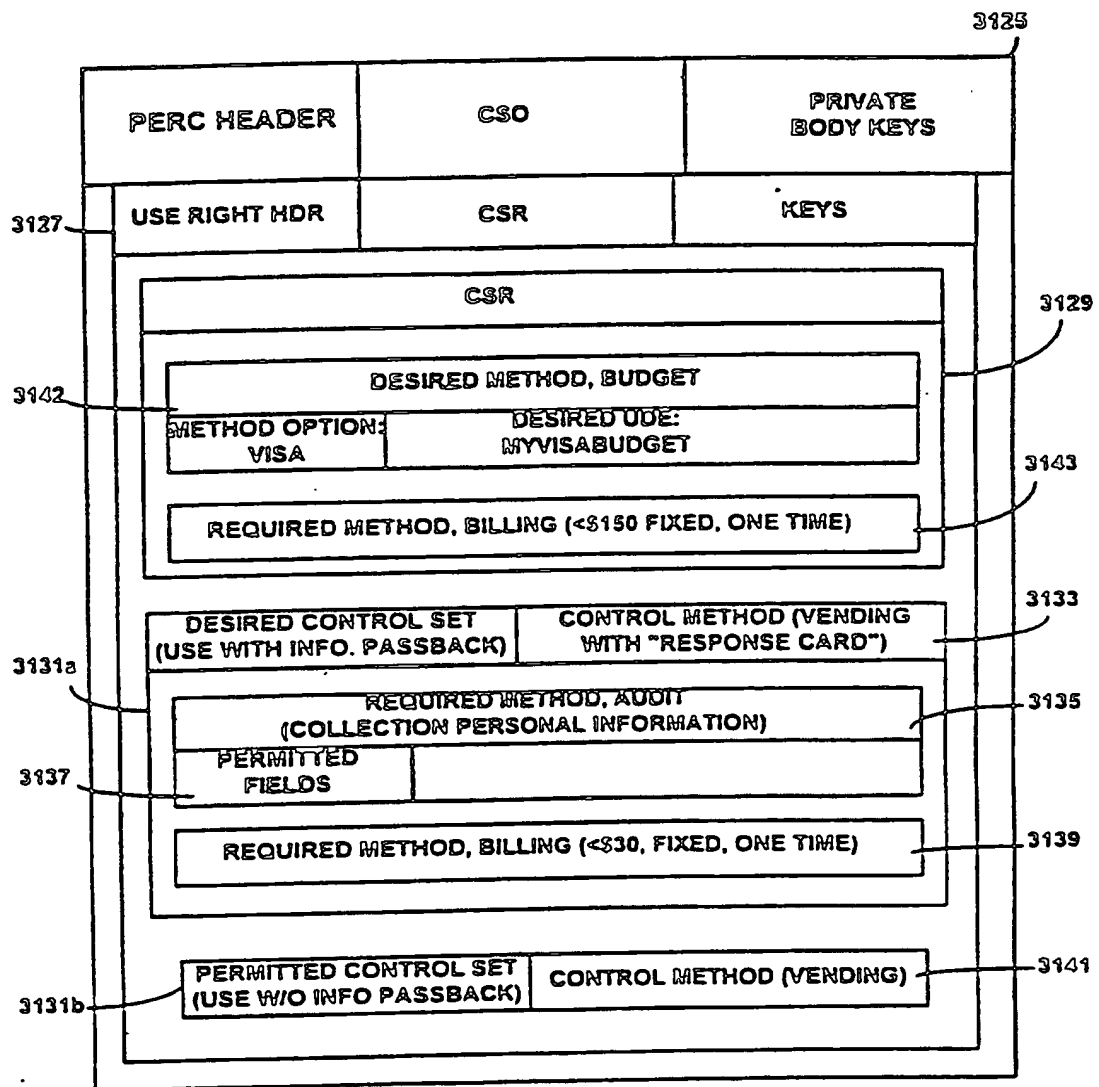 3125
PERC HEADER
CSO
PRIVATE
BODY KEYS
3127
USE RIGHT HDR
CSR
KEYS
CSR
3129
DESIRED METHOD, BUDGET
3142
METHOD OPTION:
VISA
DESIRED UDE:
MYVISABUDGET
3143
REQUIRED METHOD, BILLING (<$150 FIXED, ONE TIME)
3133
DESIRED CONTROL SET
(USE WITH INFO. PASSBACK)
CONTROL METHOD (VENDING
WITH "RESPONSE CARD")
3131a
REQUIRED METHOD, AUDIT
(COLLECTION PERSONAL INFORMATION)
3135
3137
PERMITTED
FIELDS
REQUIRED METHOD, BILLING (<$30, FIXED, ONE TIME)
3139
PERMITTED CONTROL SET
(USE W/O INFO PASSBACK)
CONTROL METHOD (VENDING)
3141
3131b